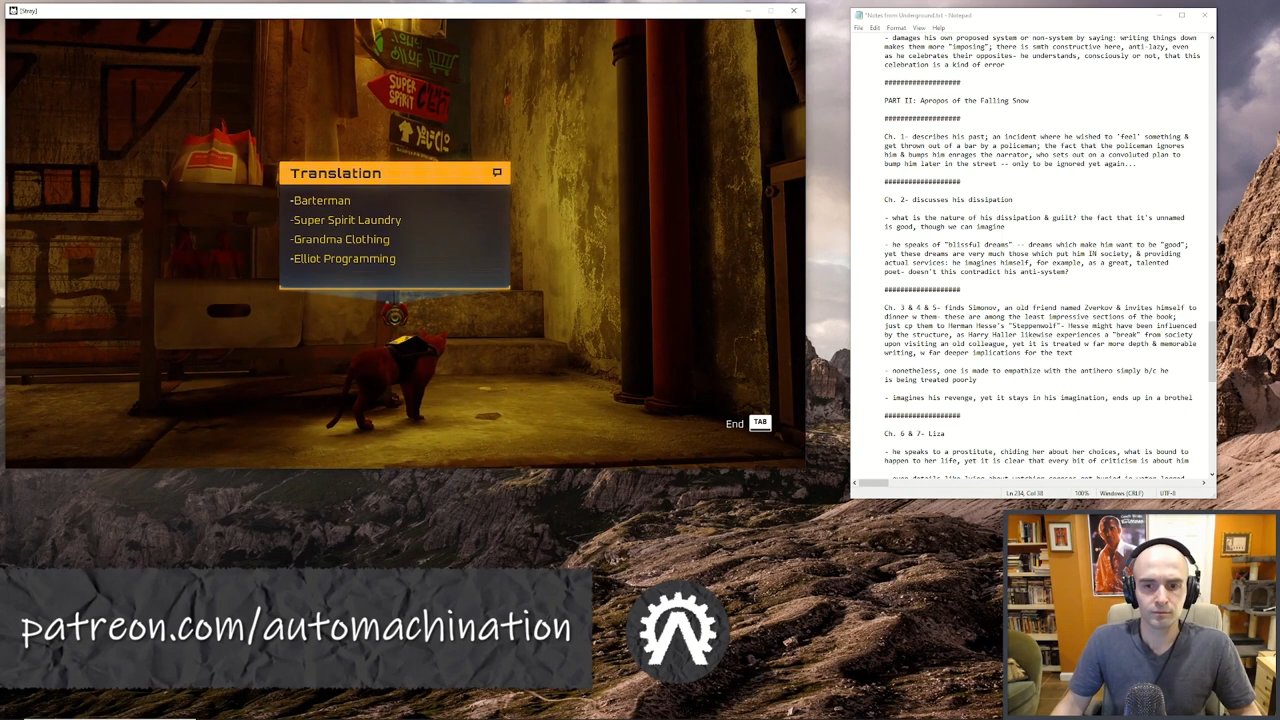 [Stray]
SUPER
SPIRIT
Translation
-Barterman
-Super Spirit Laundry
-Grandma Clothing
-Elliot Programming
End TAB
*Notes from Underground.txt - Notepad
File Edit Format View Help
- damages his own proposed system or non-system by saying: writing things down
makes them more "imposing"; there is smth constructive here, anti-lazy, even
as he celebrates their opposites- he understands, consciously or not, that this
celebration is a kind of error
##################
PART II: Apropos of the Falling Snow
##################
Ch. 1- describes his past; an incident where he wished to 'feel' something &
get thrown out of a bar by a policeman; the fact that the policeman ignores
him & bumps him enrages the narrator, who sets out on a convoluted plan to
bump him later in the street -- only to be ignored yet again...
##################
Ch. 2- discusses his dissipation
- what is the nature of his dissipation & guilt? the fact that it's unnamed
is good, though we can imagine
- he speaks of "blissful dreams" -- dreams which make him want to be "good";
yet these dreams are very much those which put him IN society, & providing
actual services: he imagines himself, for example, as a great, talented
poet- doesn't this contradict his anti-system?
##################
Ch. 3 & 4 & 5- finds Simonov, an old friend named Zverkov & invites himself to
dinner w them- these are among the least impressive sections of the book;
just cp them to Herman Hesse's "Steppenwolf"- Hesse might have been influenced
by the structure, as Harry Haller likewise experiences a "break" from society
upon visiting an old colleague, yet it is treated w far more depth & memorable
writing, w far deeper implications for the text
- nonetheless, one is made to empathize with the antihero simply b/c he
is being treated poorly
- imagines his revenge, yet it stays in his imagination, ends up in a brothel
##################
Ch. 6 & 7- Liza
- he speaks to a prostitute, chiding her about her choices, what is bound to
happen to her life, yet it is clear that every bit of criticism is about him
Ln 234, Col 38 100% Windows (CRLF) UTF-8
patreon.com/automachination